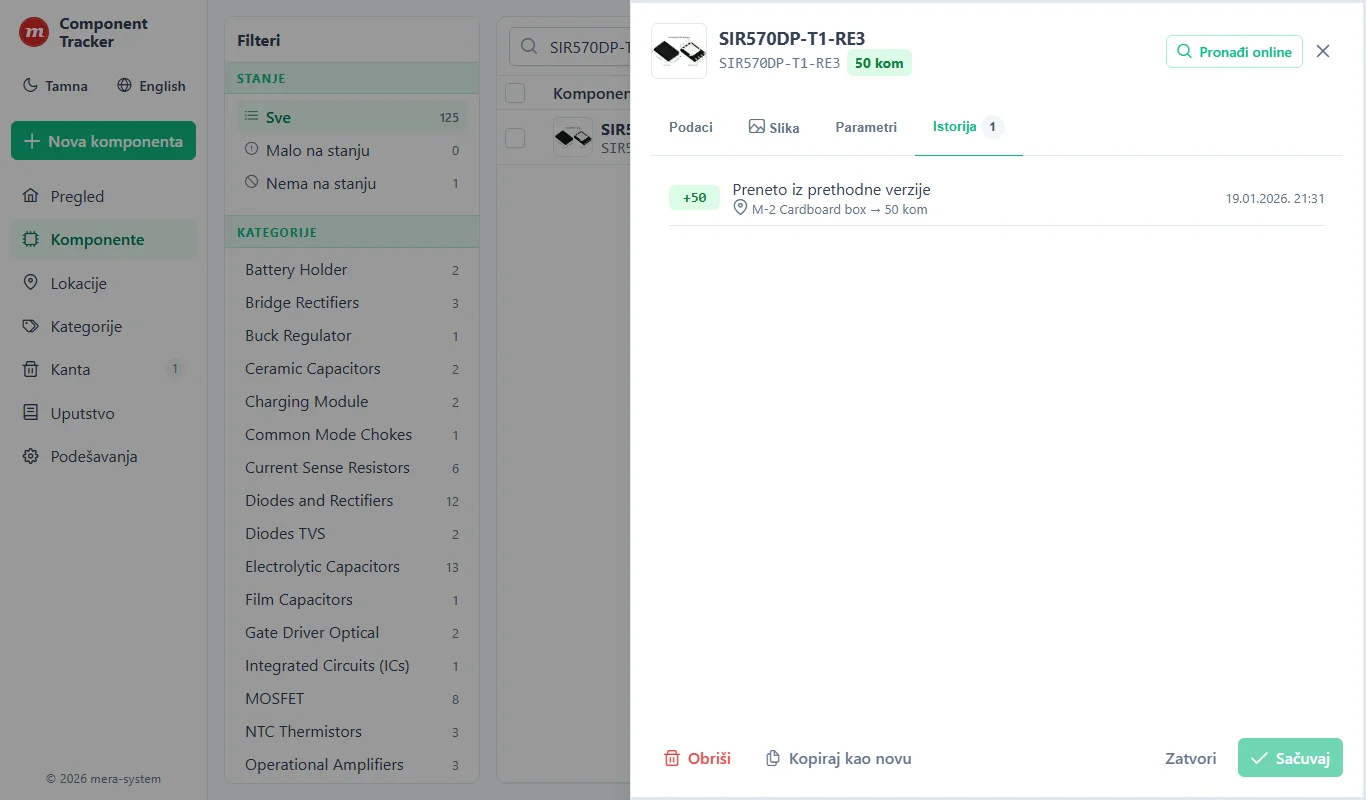 m
Component
Tracker
Tamna
English
Nova komponenta
Pregled
Komponente
Lokacije
Kategorije
Kanta 1
Uputstvo
Podešavanja
© 2026 mera-system
Filteri
STANJE
Sve 125
Malo na stanju 0
Nema na stanju 1
KATEGORIJE
Battery Holder 2
Bridge Rectifiers 3
Buck Regulator 1
Ceramic Capacitors 2
Charging Module 2
Common Mode Chokes 1
Current Sense Resistors 6
Diodes and Rectifiers 12
Diodes TVS 2
Electrolytic Capacitors 13
Film Capacitors 1
Gate Driver Optical 2
Integrated Circuits (ICs) 1
MOSFET 8
NTC Thermistors 3
Operational Amplifiers 3
SIR570DP-T
Komponen
SIR5
SIR5
SIR570DP-T1-RE3
SIR570DP-T1-RE3 50 kom
Pronađi online
Podaci Slika Parametri Istorija 1
+50
Preneto iz prethodne verzije
M-2 Cardboard box → 50 kom
19.01.2026. 21:31
Obriši
Kopiraj kao novu
Zatvori
Sačuvaj